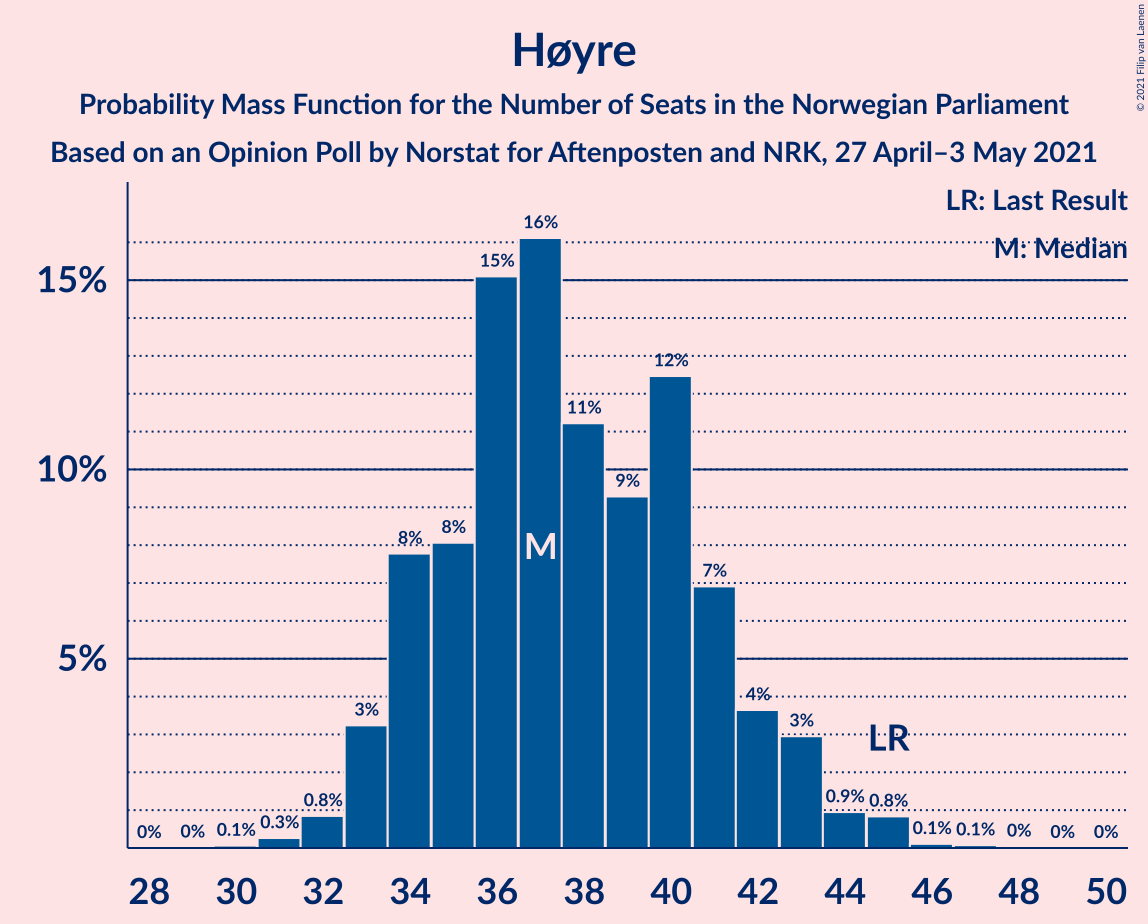 Høyre
Probability Mass Function for the Number of Seats in the Norwegian Parliament
Based on an Opinion Poll by Norstat for Aftenposten and NRK, 27 April–3 May 2021
© 2021 Filip van Laenen
LR: Last Result
M: Median
15%
10%
5%
0% 0% 0.1% 0.3% 0.8% 3% 8% 8% 15% 16% 11% 9% 12% 7% 4% 3% 0.9% 0.8% 0.1% 0.1% 0% 0% 0%
M
LR
28 30 32 34 36 38 40 42 44 46 48 50